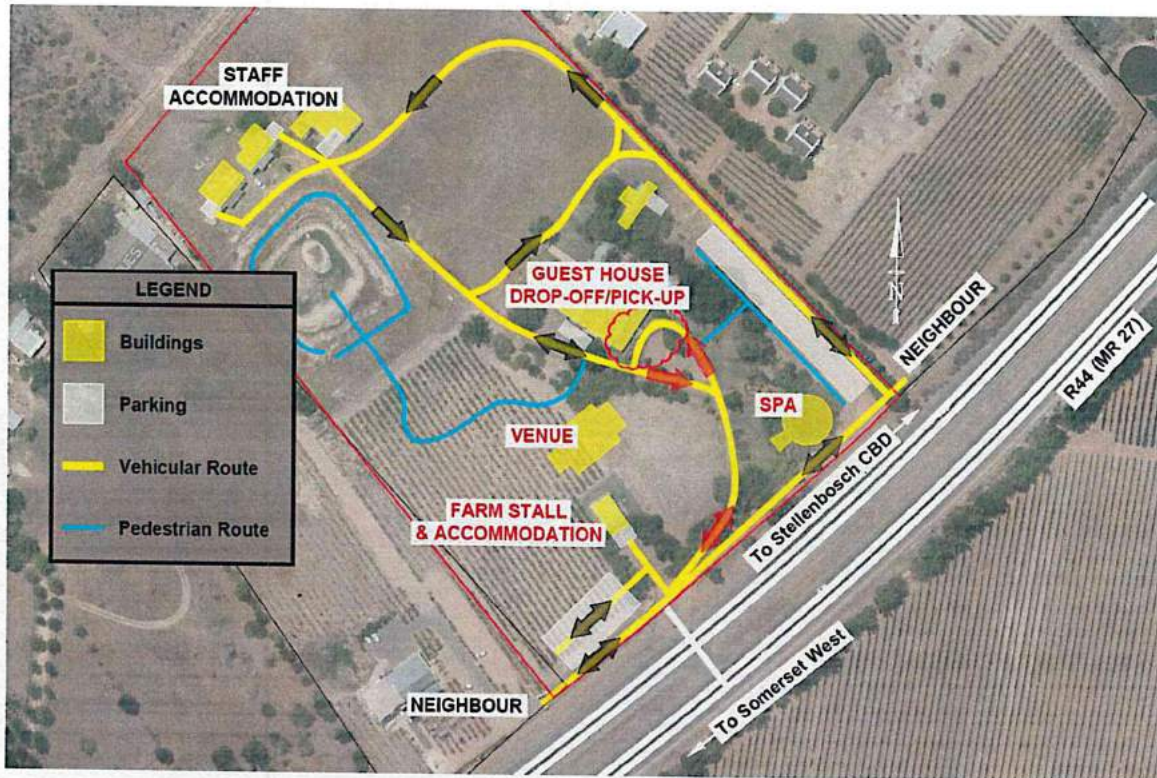 STAFF
ACCOMMODATION
GUEST HOUSE
DROP-OFF/PICK-UP
LEGEND
Buildings
Parking
Vehicular Route
Pedestrian Route
N
NEIGHBOUR
R44 (MR 27)
SPA
VENUE
To Stellenbosch CBD
FARM STALL
& ACCOMMODATION
To Somerset West
NEIGHBOUR